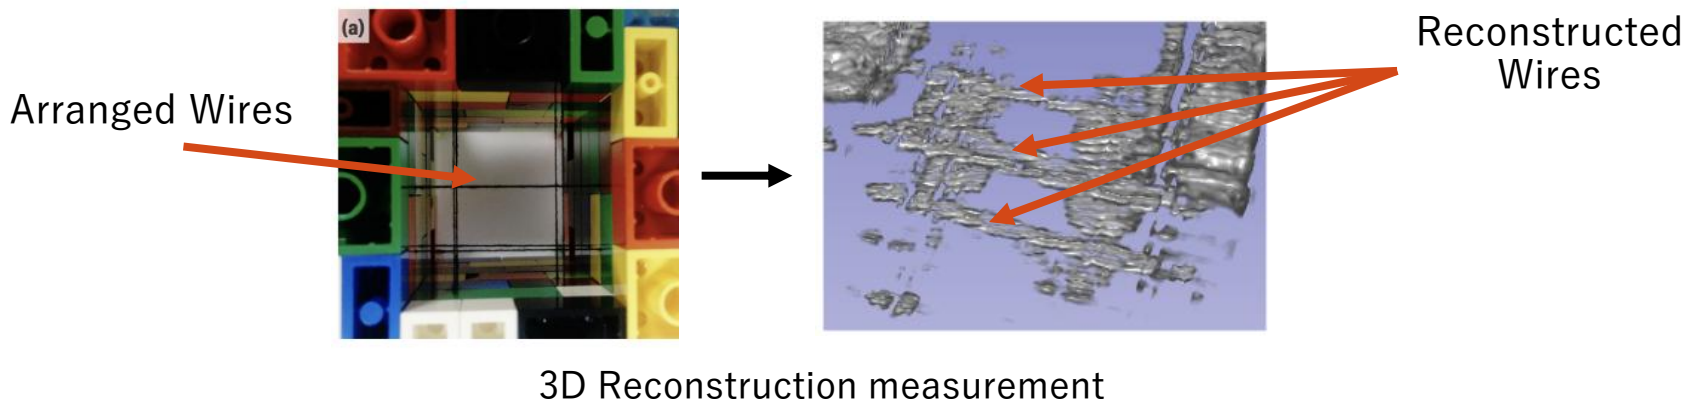 (a)
Arranged Wires
Reconstructed
Wires
3D Reconstruction measurement